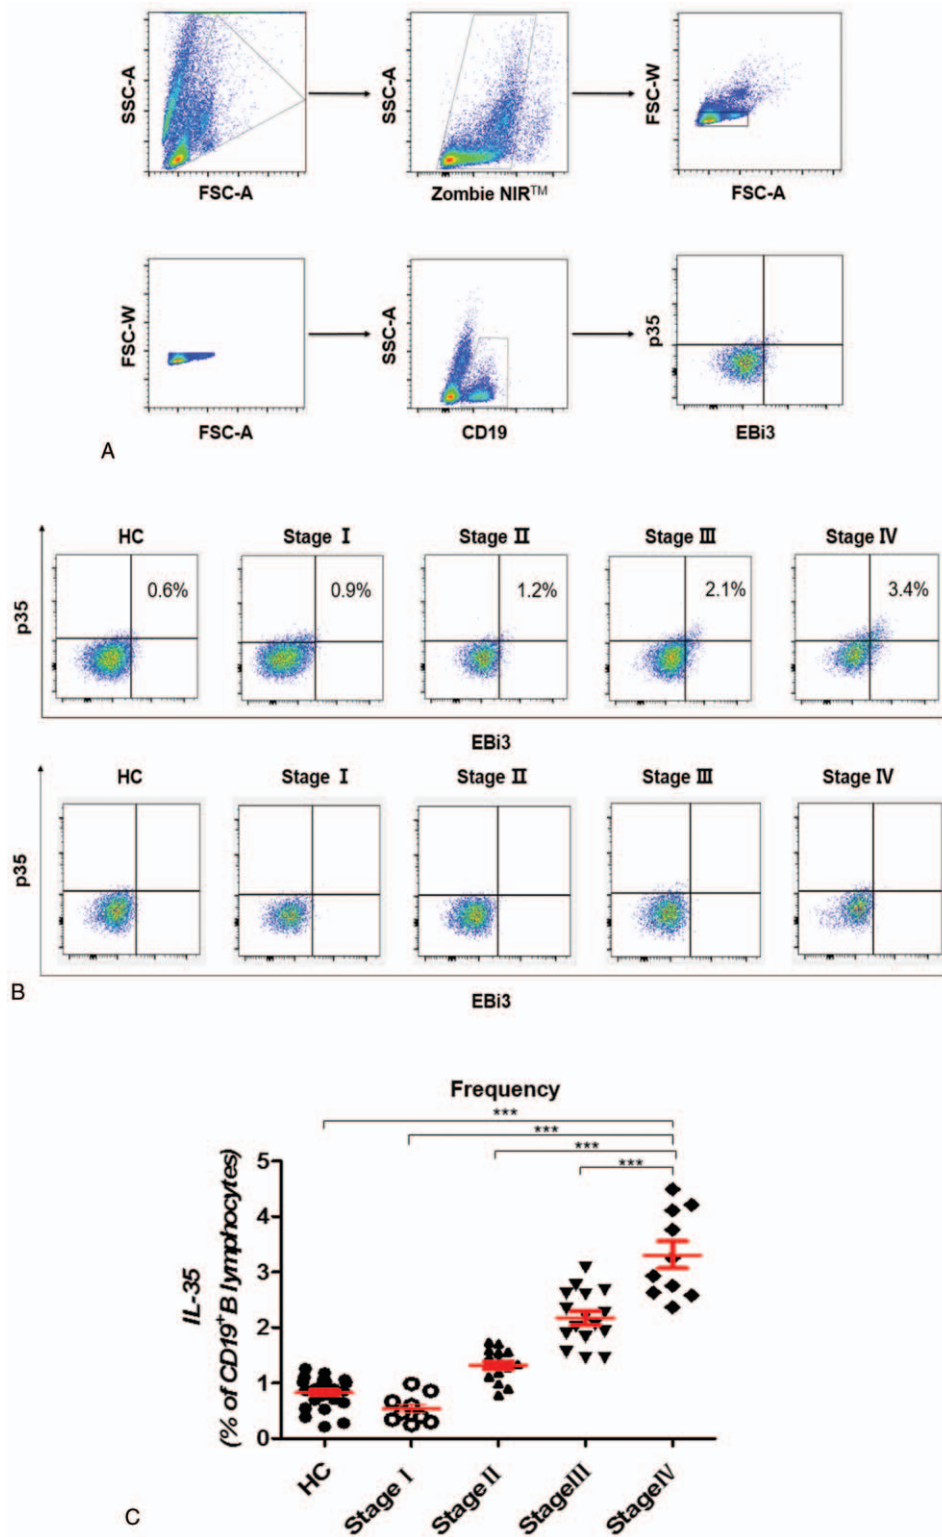 SSC-A
FSC-A
SSC-A
Zombie NIR™
FSC-W
FSC-A
FSC-W
FSC-A
SSC-A
CD19
p35
EBi3
A
HC
Stage Ⅰ
Stage Ⅱ
Stage Ⅲ
Stage Ⅳ
p35
0.6%
0.9%
1.2%
2.1%
3.4%
EBi3
HC
Stage Ⅰ
Stage Ⅱ
Stage Ⅲ
Stage Ⅳ
p35
B
EBi3
Frequency
***
***
***
***
IL-35
(% of CD19+B lymphocytes)
5
4
3
2
1
0
HC
Stage Ⅰ
Stage Ⅱ
StageⅢ
StageⅣ
C